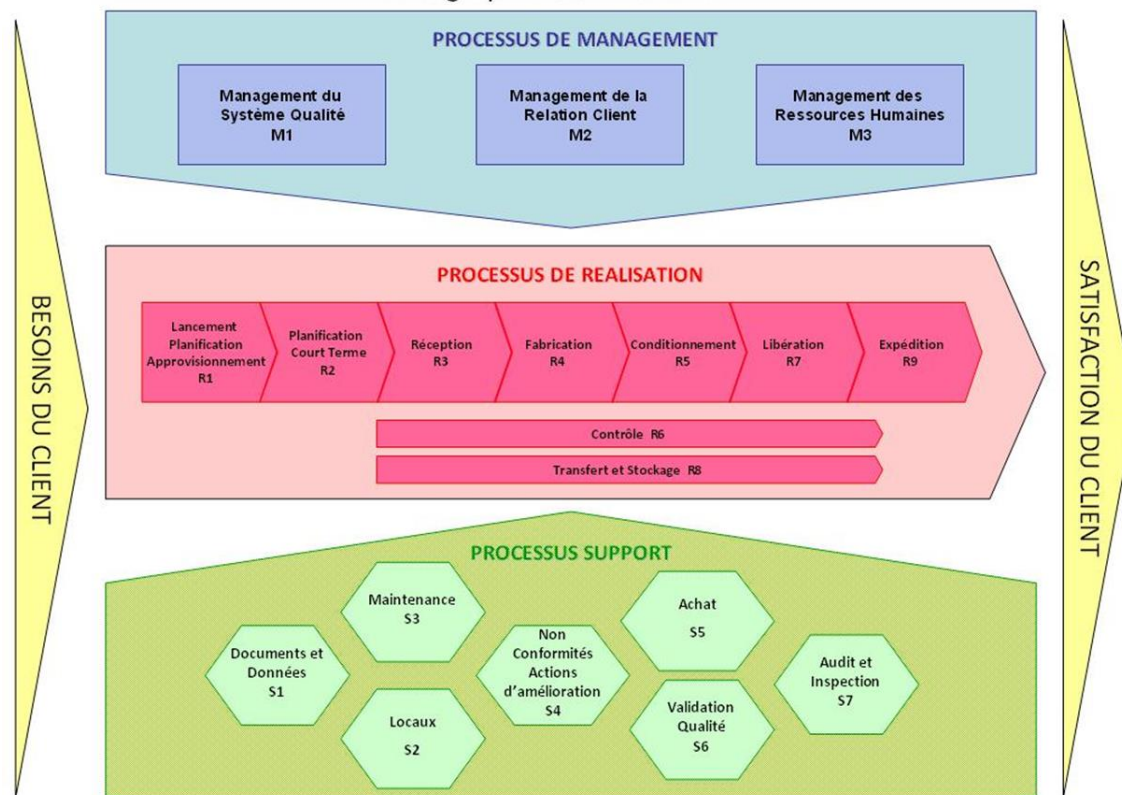 PROCESSUS DE MANAGEMENT
Management du
Système Qualité
M1
Management de la
Relation Client
M2
Management des
Ressources Humaines
M3
BESOINS DU CLIENT
PROCESSUS DE REALISATION
Lancement
Planification
Approvisionnement
R1
Planification
Court Terme
R2
Réception
R3
Fabrication
R4
Conditionnement
R5
Libération
R7
Expédition
R9
Contrôle R6
Transfert et Stockage R8
SATISFACTION DU CLIENT
PROCESSUS SUPPORT
Documents et
Données
S1
Maintenance
S3
Locaux
S2
Non
Conformités
Actions
d'amélioration
S4
Achat
S5
Validation
Qualité
S6
Audit et
Inspection
S7